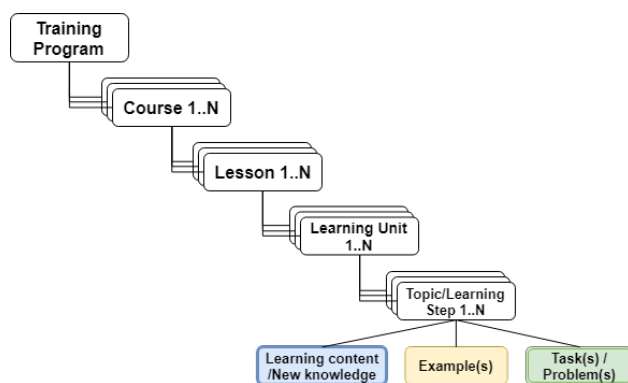 Training
Program
Course 1..N
Lesson 1..N
Learning Unit
1..N
Topic/Learning
Step 1..N
Learning content
/New knowledge
Example(s)
Task(s) /
Problem(s)